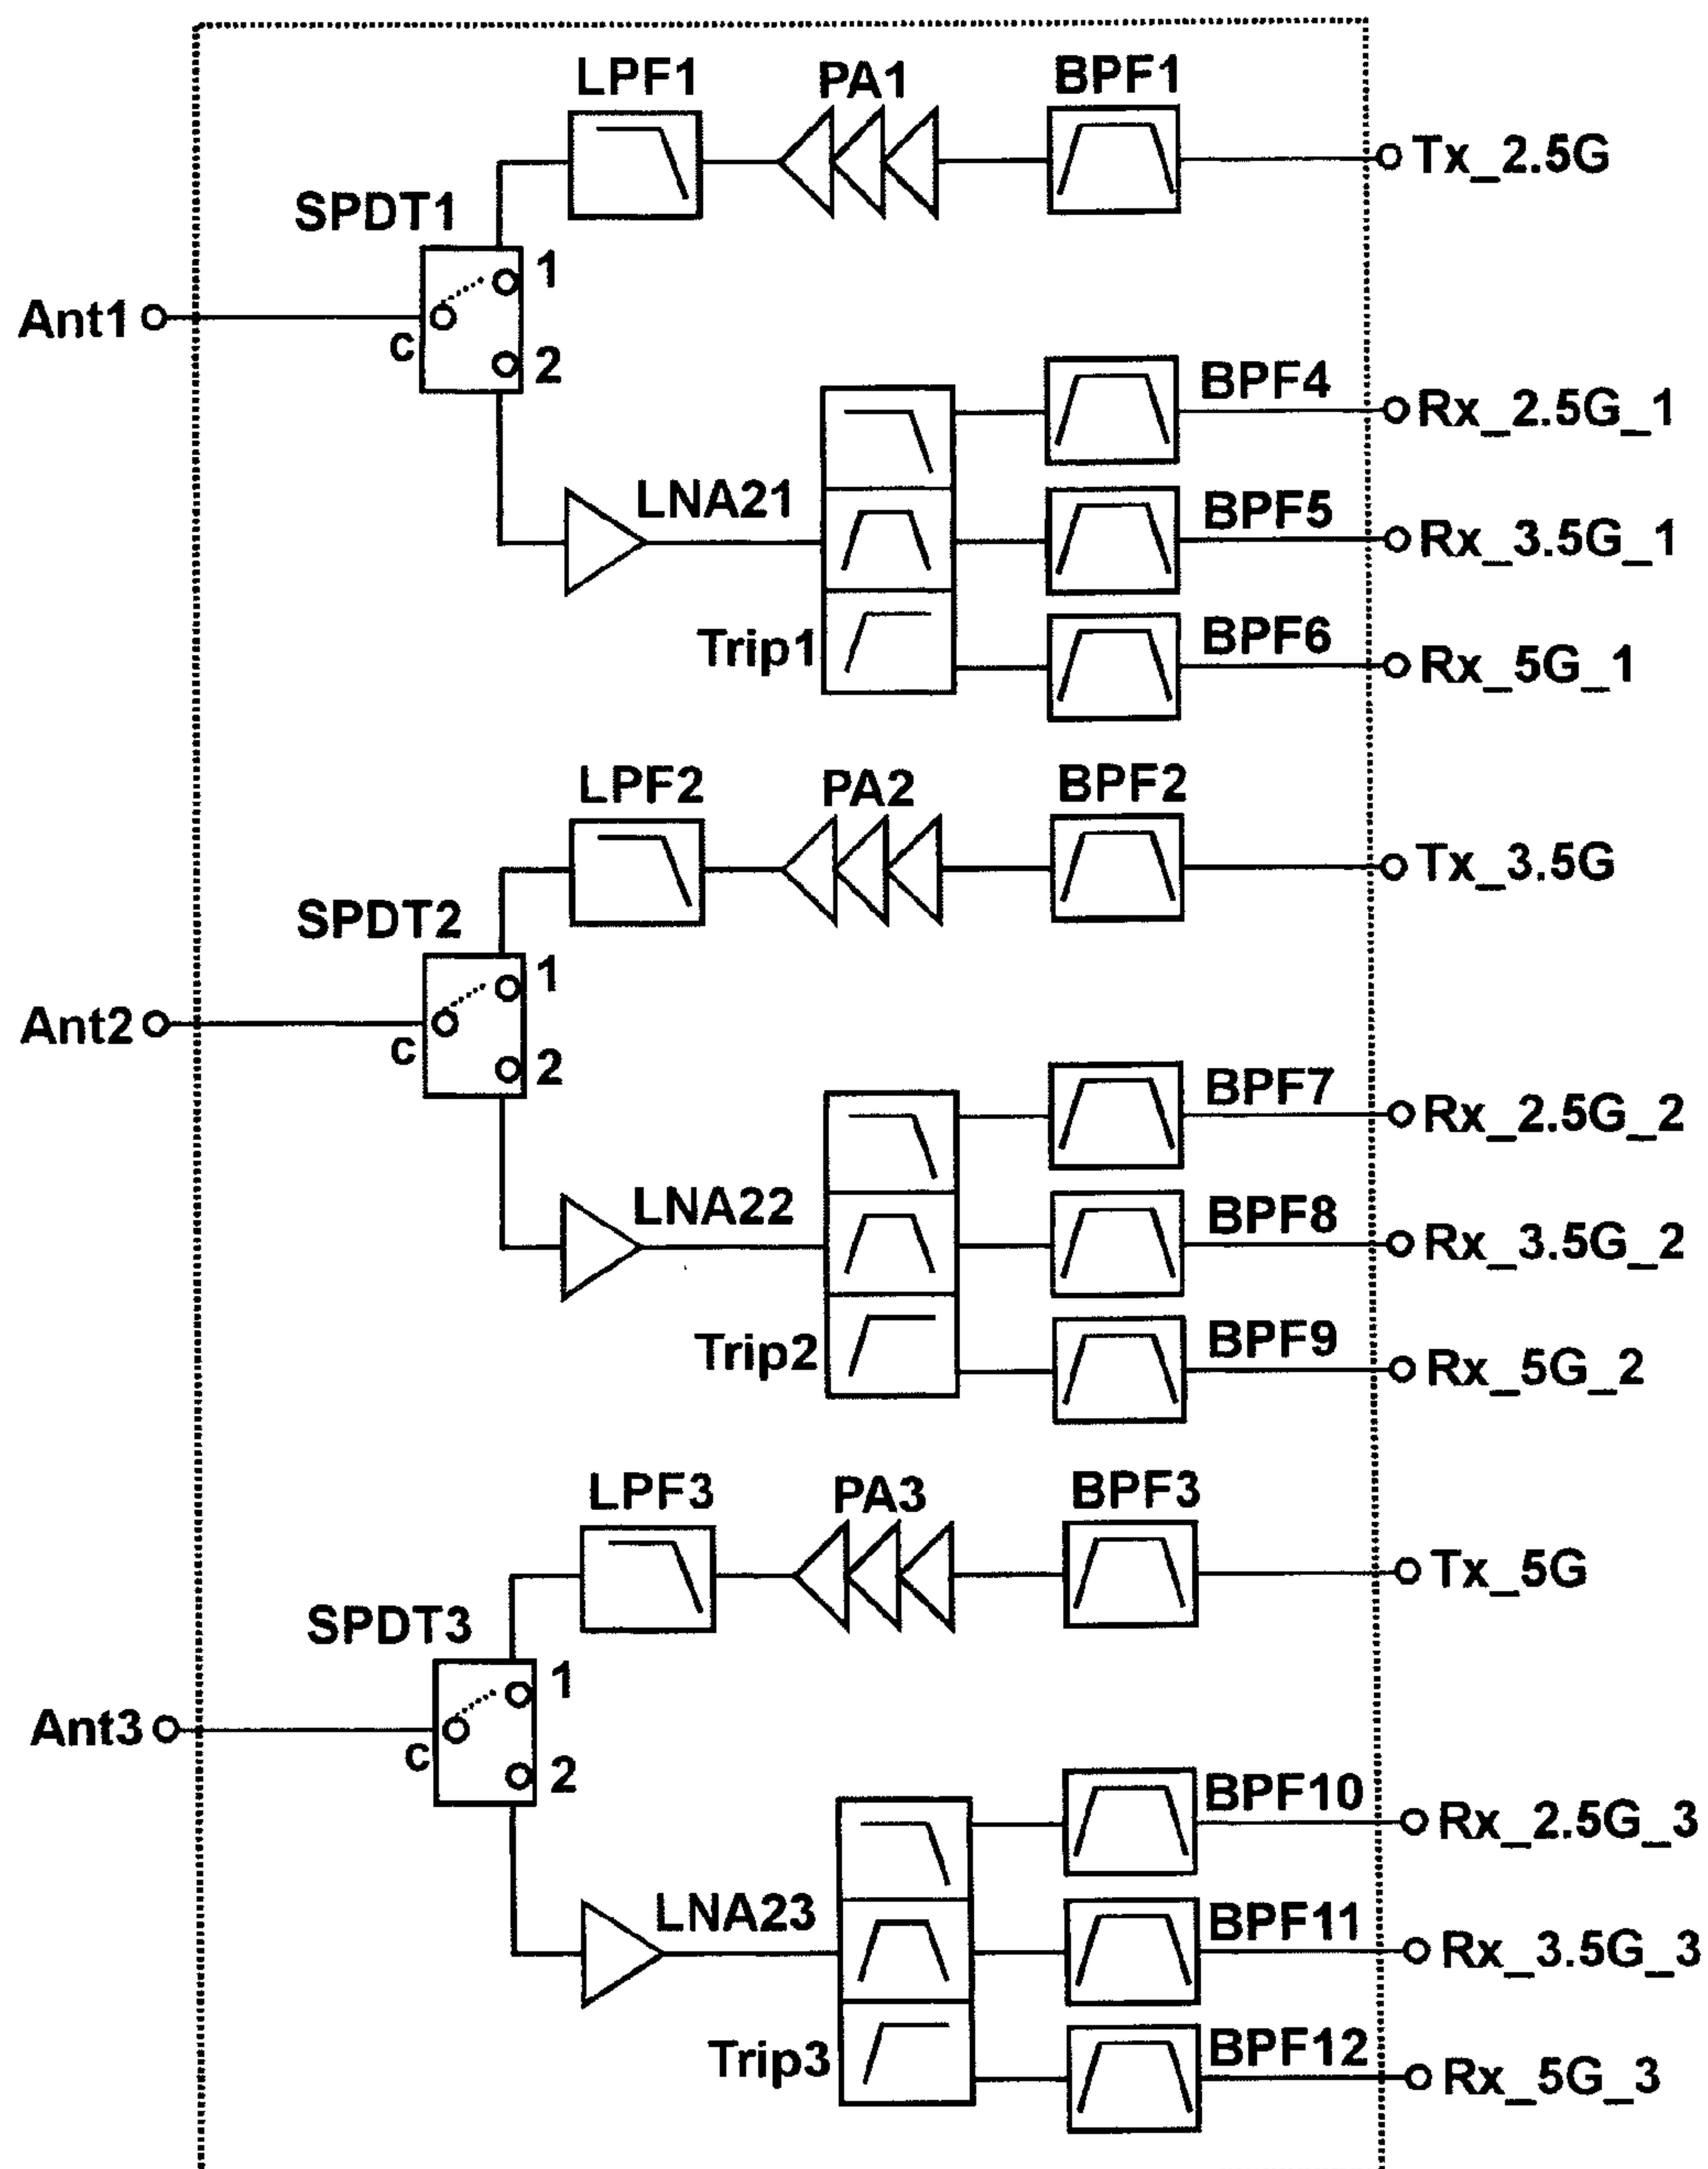 LPF1 PA1 BPF1
Tx_2.5G
SPDT1
1
Ant1
C
2
BPF4
Rx_2.5G_1
LNA21
BPF5
Rx_3.5G_1
Trip1
BPF6
Rx_5G_1
LPF2 PA2 BPF2
Tx_3.5G
SPDT2
1
Ant2
C
2
BPF7
Rx_2.5G_2
LNA22
BPF8
Rx_3.5G_2
Trip2
BPF9
Rx_5G_2
LPF3 PA3 BPF3
Tx_5G
SPDT3
1
Ant3
C
2
BPF10
Rx_2.5G_3
LNA23
BPF11
Rx_3.5G_3
Trip3
BPF12
Rx_5G_3